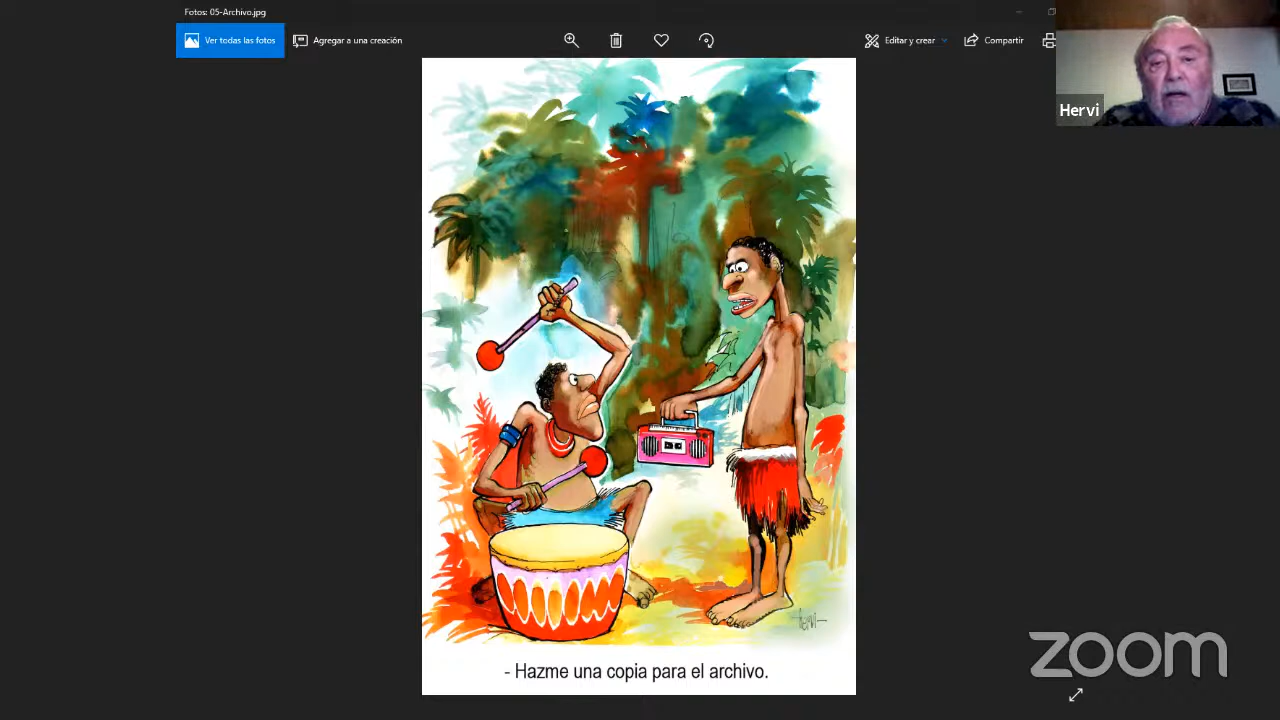 Fotos: 05-Archivo.jpg
Ver todas las fotos
Agregar a una creación
Editar y crear
Compartir
Hervi
Hervi
- Hazme una copia para el archivo.
zoom